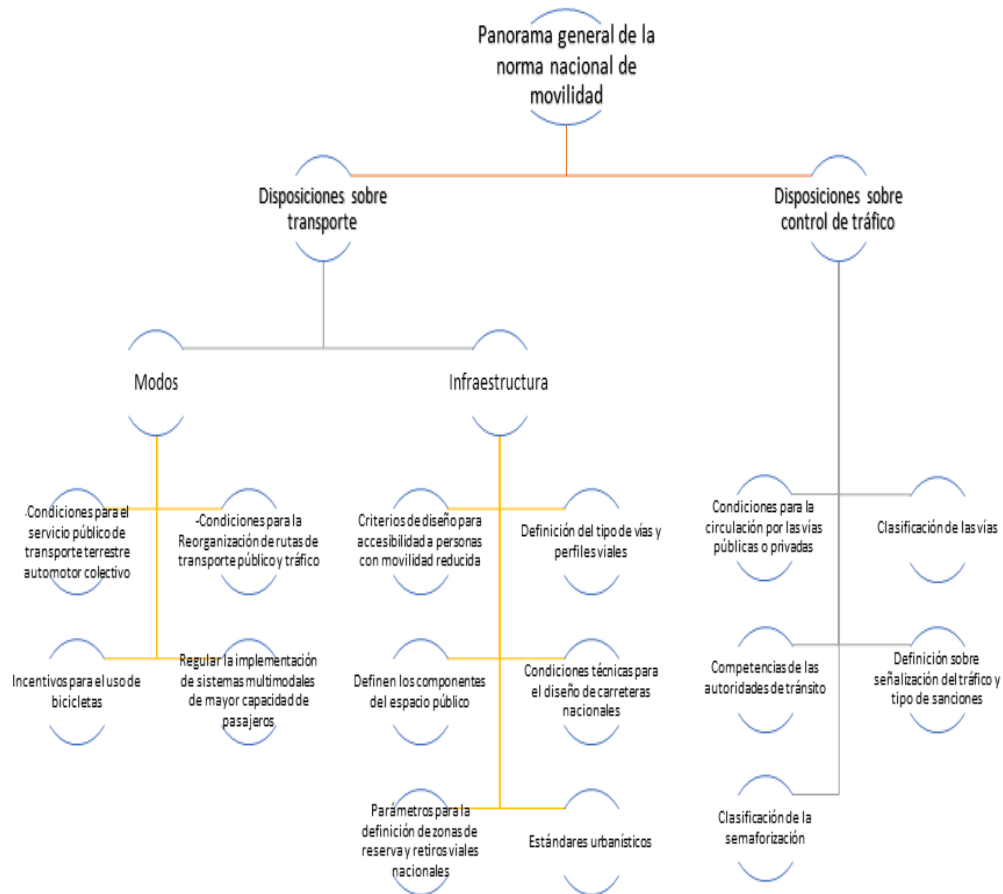 Panorama general de la
norma nacional de
movilidad
Disposiciones sobre
transporte
Disposiciones sobre
control de tráfico
Modos
Infraestructura
-Condiciones para el
servicio público de
transporte terrestre
automotor colectivo
-Condiciones para la
Reorganización de rutas de
transporte público y tráfico
Criterios de diseño para
accesibilidad a personas
con movilidad reducida
Definición del tipo de vías y
perfiles viales
Condiciones para la
circulación por las vías
públicas o privadas
Clasificación de las vías
Incentivos para el uso de
bicicletas
Regular la implementación
de sistemas multimodales
de mayor capacidad de
pasajeros
Definen los componentes
del espacio público
Condiciones técnicas para
el diseño de carreteras
nacionales
Competencias de las
autoridades de tránsito
Definición sobre
señalización del tráfico y
tipo de sanciones
Parámetros para la
definición de zonas de
reserva y retiros viales
nacionales
Estándares urbanísticos
Clasificación de la
semaforización